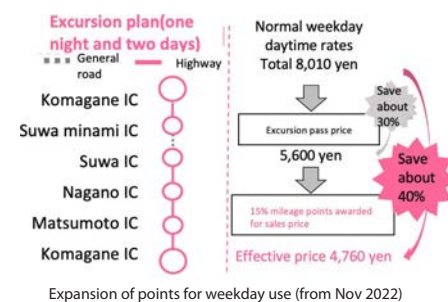 Excursion plan(one
night and two days)
General
road
Highway
Komagane IC
Suwa minami IC
Suwa IC
Nagano IC
Matsumoto IC
Komagane IC
Normal weekday
daytime rates
Total 8,010 yen
Save
about
30%
Excursion pass price
5,600 yen
Save
about
40%
15% mileage points awarded
for sales price
Effective price 4,760 yen
Expansion of points for weekday use (from Nov 2022)